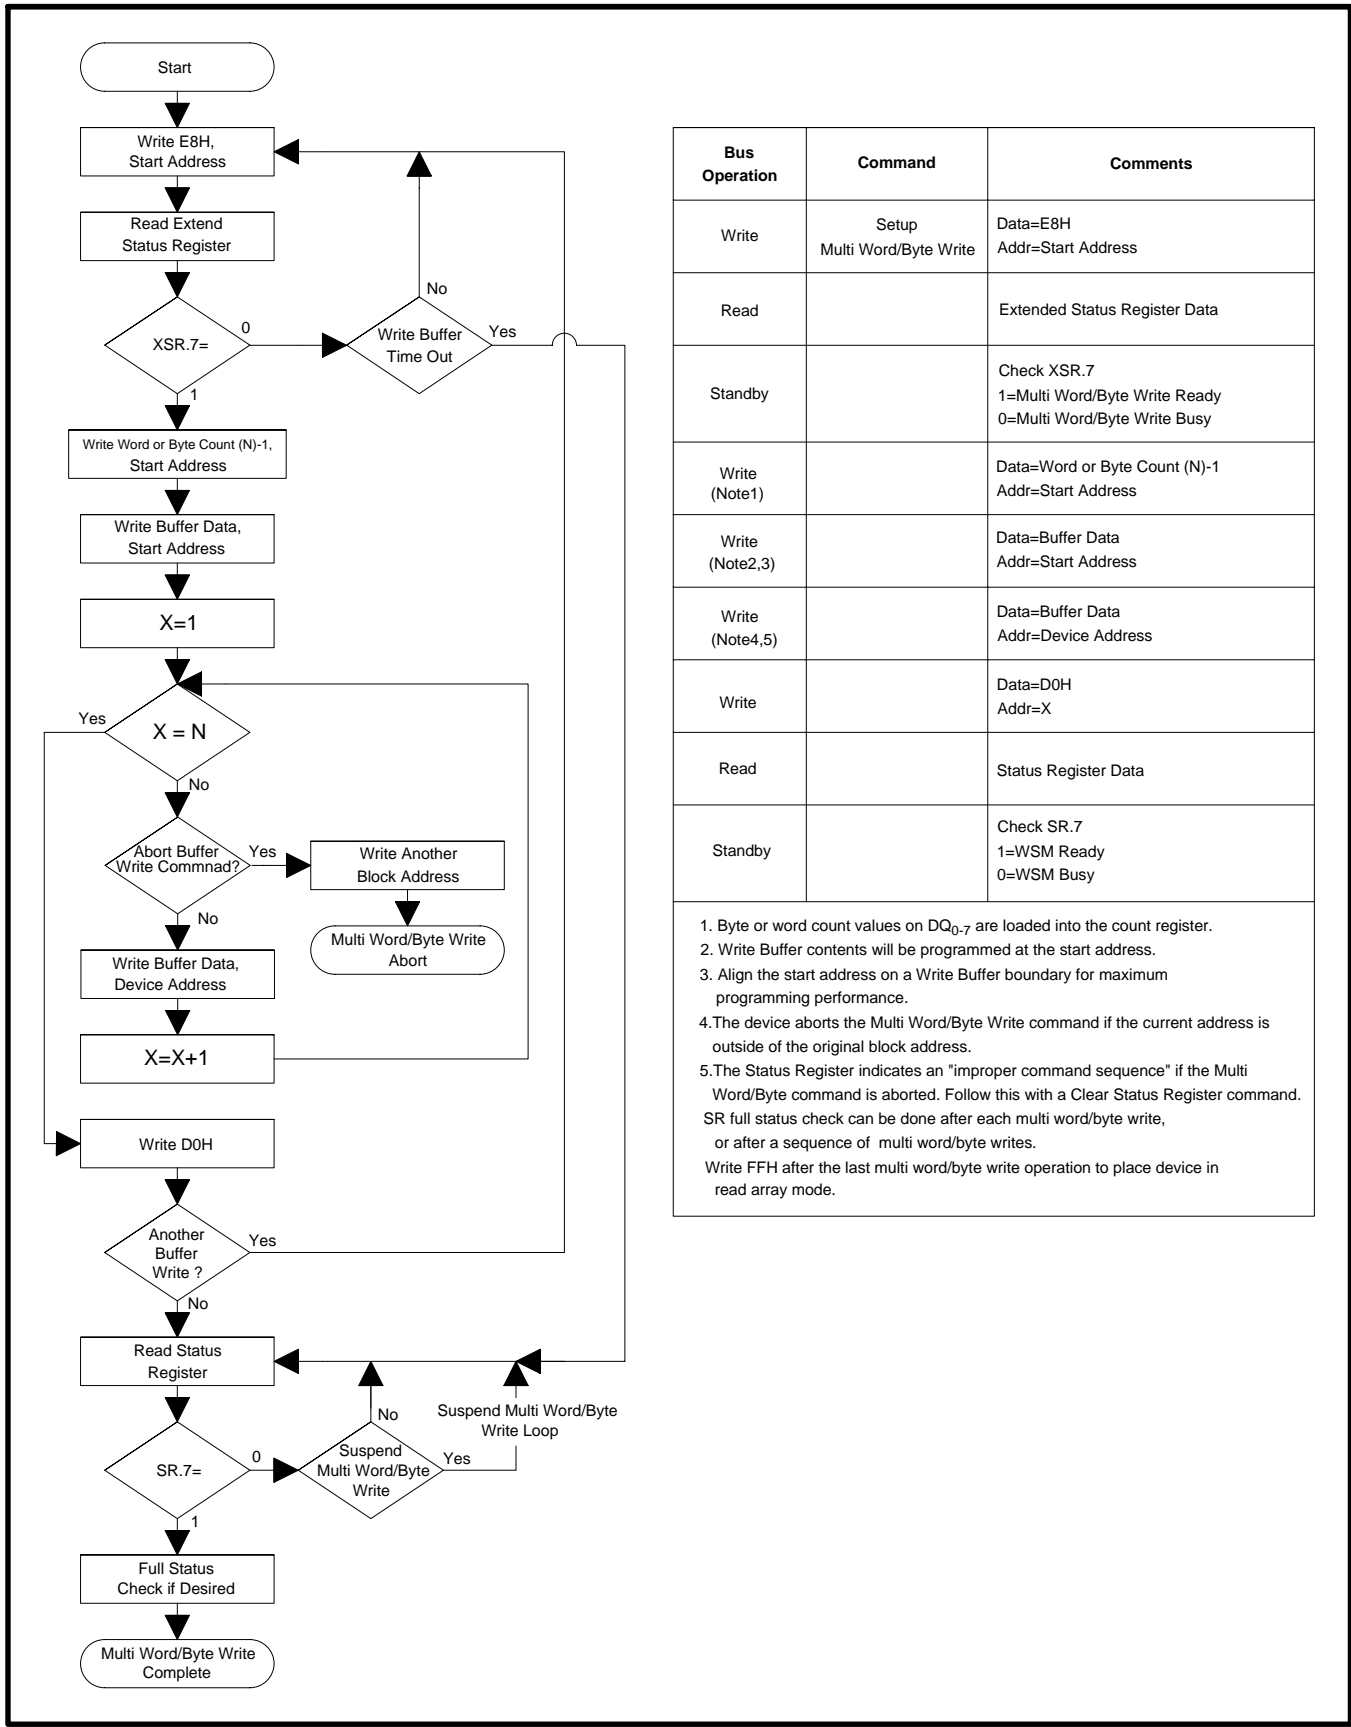 Start
Write E8H,
Start Address
Read Extend
Status Register
No
XSR.7=
0
Write Buffer
Time Out
Yes
1
Write Word or Byte Count (N)-1,
Start Address
Write Buffer Data,
Start Address
X=1
Yes
X = N
No
Abort Buffer
Write Commnad?
Yes
Write Another
Block Address
No
Multi Word/Byte Write
Abort
Write Buffer Data,
Device Address
X=X+1
Write D0H
Another
Buffer
Write ?
Yes
No
Read Status
Register
No
Suspend Multi Word/Byte
Write Loop
SR.7=
0
Suspend
Multi Word/Byte
Write
Yes
1
Full Status
Check if Desired
Multi Word/Byte Write
Complete
Bus
Operation
Command
Comments
Write
Setup
Multi Word/Byte Write
Data=E8H
Addr=Start Address
Read
Extended Status Register Data
Standby
Check XSR.7
1=Multi Word/Byte Write Ready
0=Multi Word/Byte Write Busy
Write
(Note1)
Data=Word or Byte Count (N)-1
Addr=Start Address
Write
(Note2,3)
Data=Buffer Data
Addr=Start Address
Write
(Note4,5)
Data=Buffer Data
Addr=Device Address
Write
Data=D0H
Addr=X
Read
Status Register Data
Standby
Check SR.7
1=WSM Ready
0=WSM Busy
1. Byte or word count values on DQ0-7 are loaded into the count register.
2. Write Buffer contents will be programmed at the start address.
3. Align the start address on a Write Buffer boundary for maximum
programming performance.
4.The device aborts the Multi Word/Byte Write command if the current address is
outside of the original block address.
5.The Status Register indicates an "improper command sequence" if the Multi
Word/Byte command is aborted. Follow this with a Clear Status Register command.
SR full status check can be done after each multi word/byte write,
or after a sequence of multi word/byte writes.
Write FFH after the last multi word/byte write operation to place device in
read array mode.